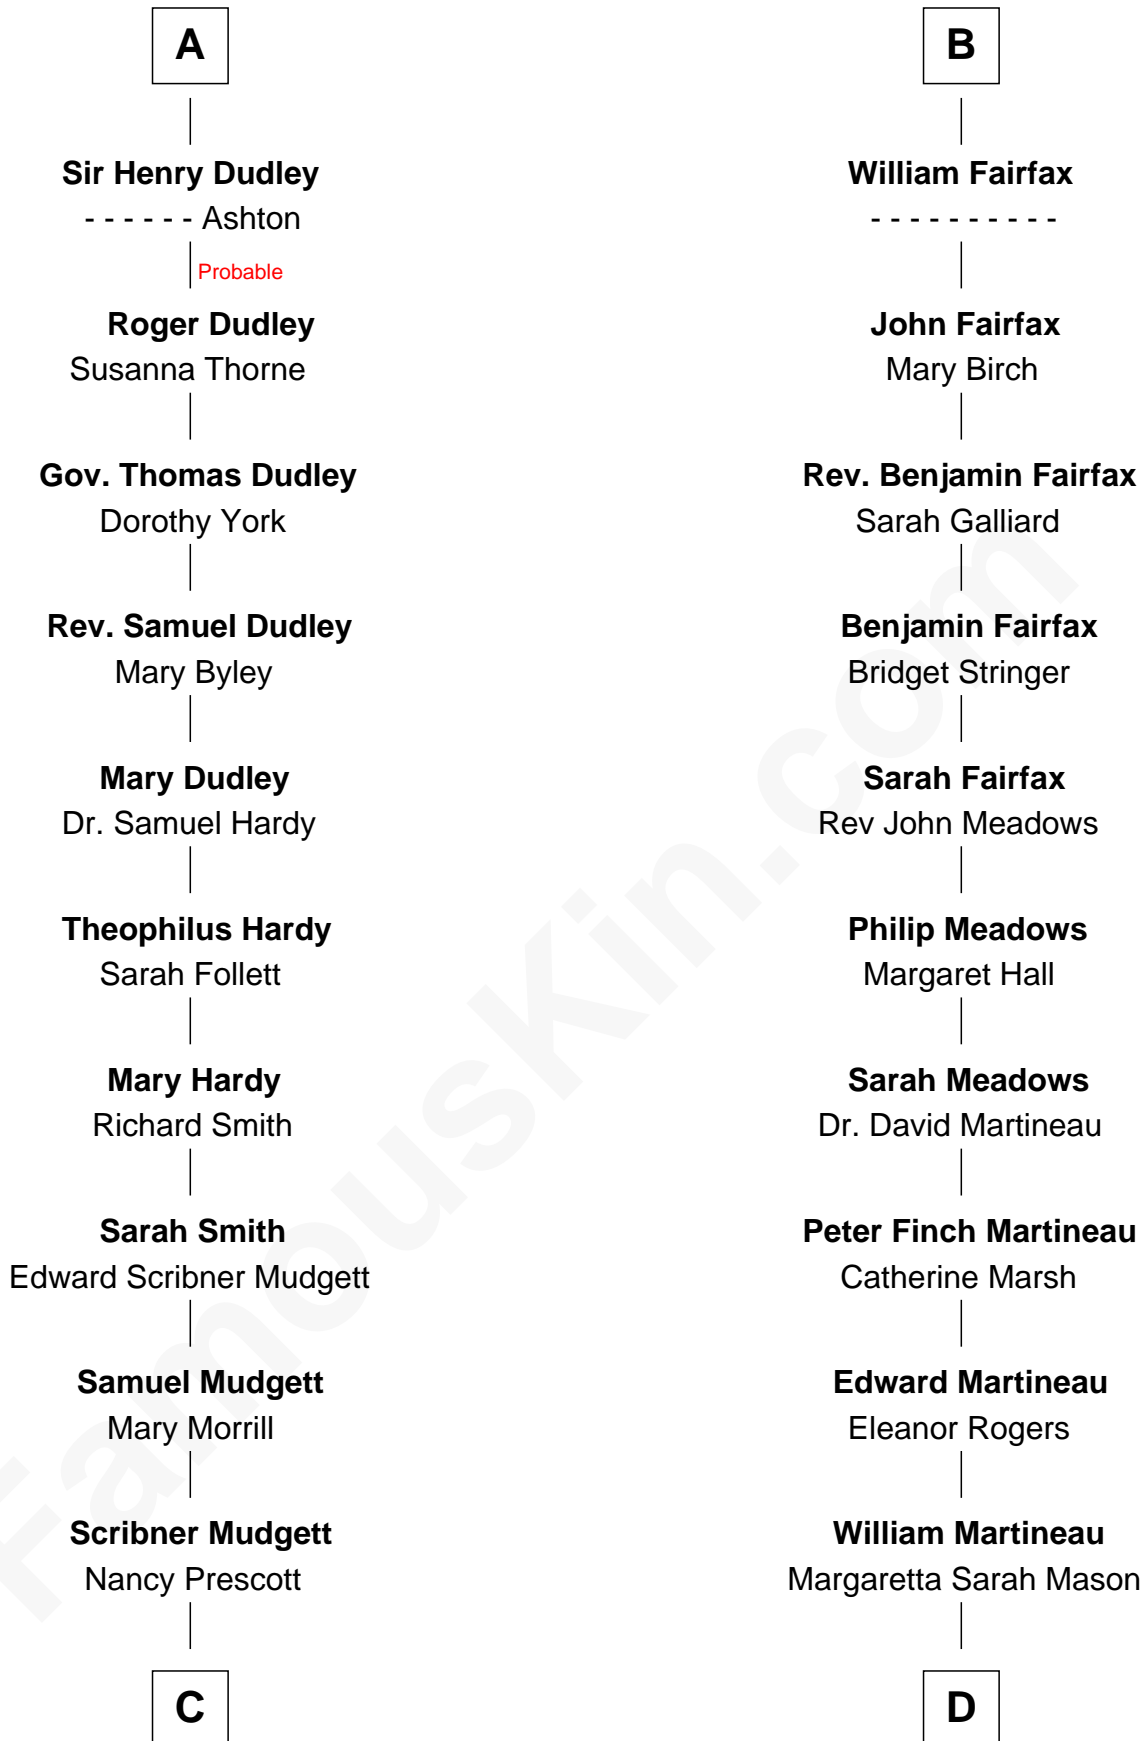 A
Sir Henry Dudley
- - - - - - Ashton
Probable
Roger Dudley
Susanna Thorne
Gov. Thomas Dudley
Dorothy York
Rev. Samuel Dudley
Mary Byley
Mary Dudley
Dr. Samuel Hardy
Theophilus Hardy
Sarah Follett
Mary Hardy
Richard Smith
Sarah Smith
Edward Scribner Mudgett
Samuel Mudgett
Mary Morrill
Scribner Mudgett
Nancy Prescott
C
B
William Fairfax
- - - - - - - - - -
John Fairfax
Mary Birch
Rev. Benjamin Fairfax
Sarah Galliard
Benjamin Fairfax
Bridget Stringer
Sarah Fairfax
Rev John Meadows
Philip Meadows
Margaret Hall
Sarah Meadows
Dr. David Martineau
Peter Finch Martineau
Catherine Marsh
Edward Martineau
Eleanor Rogers
William Martineau
Margaretta Sarah Mason
D
FamousKin.com